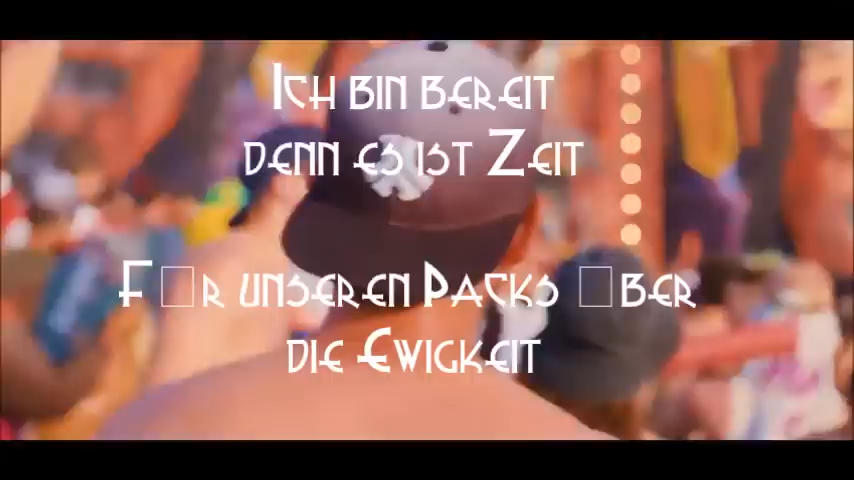 Ich bin bereit
denn es ist Zeit
F□r unseren Packs □ber
die Ewigkeit